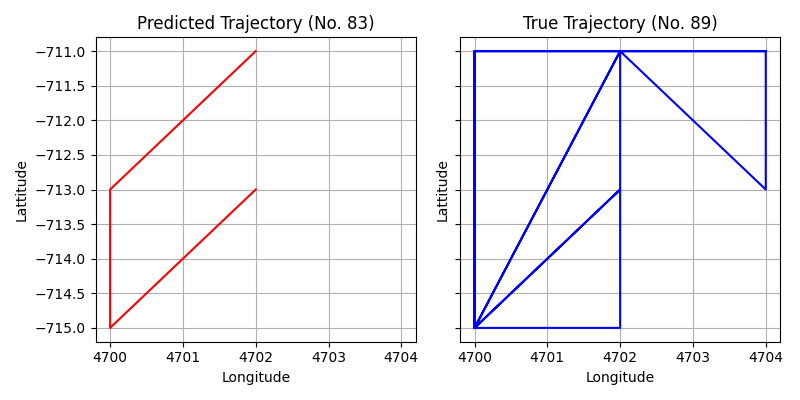 Predicted Trajectory (No. 83)
True Trajectory (No. 89)
−711.0
−711.5
−712.0
−712.5
−713.0
−713.5
−714.0
−714.5
−715.0
Lattitude
Lattitude
4700 4701 4702 4703 4704
4700 4701 4702 4703 4704
Longitude
Longitude